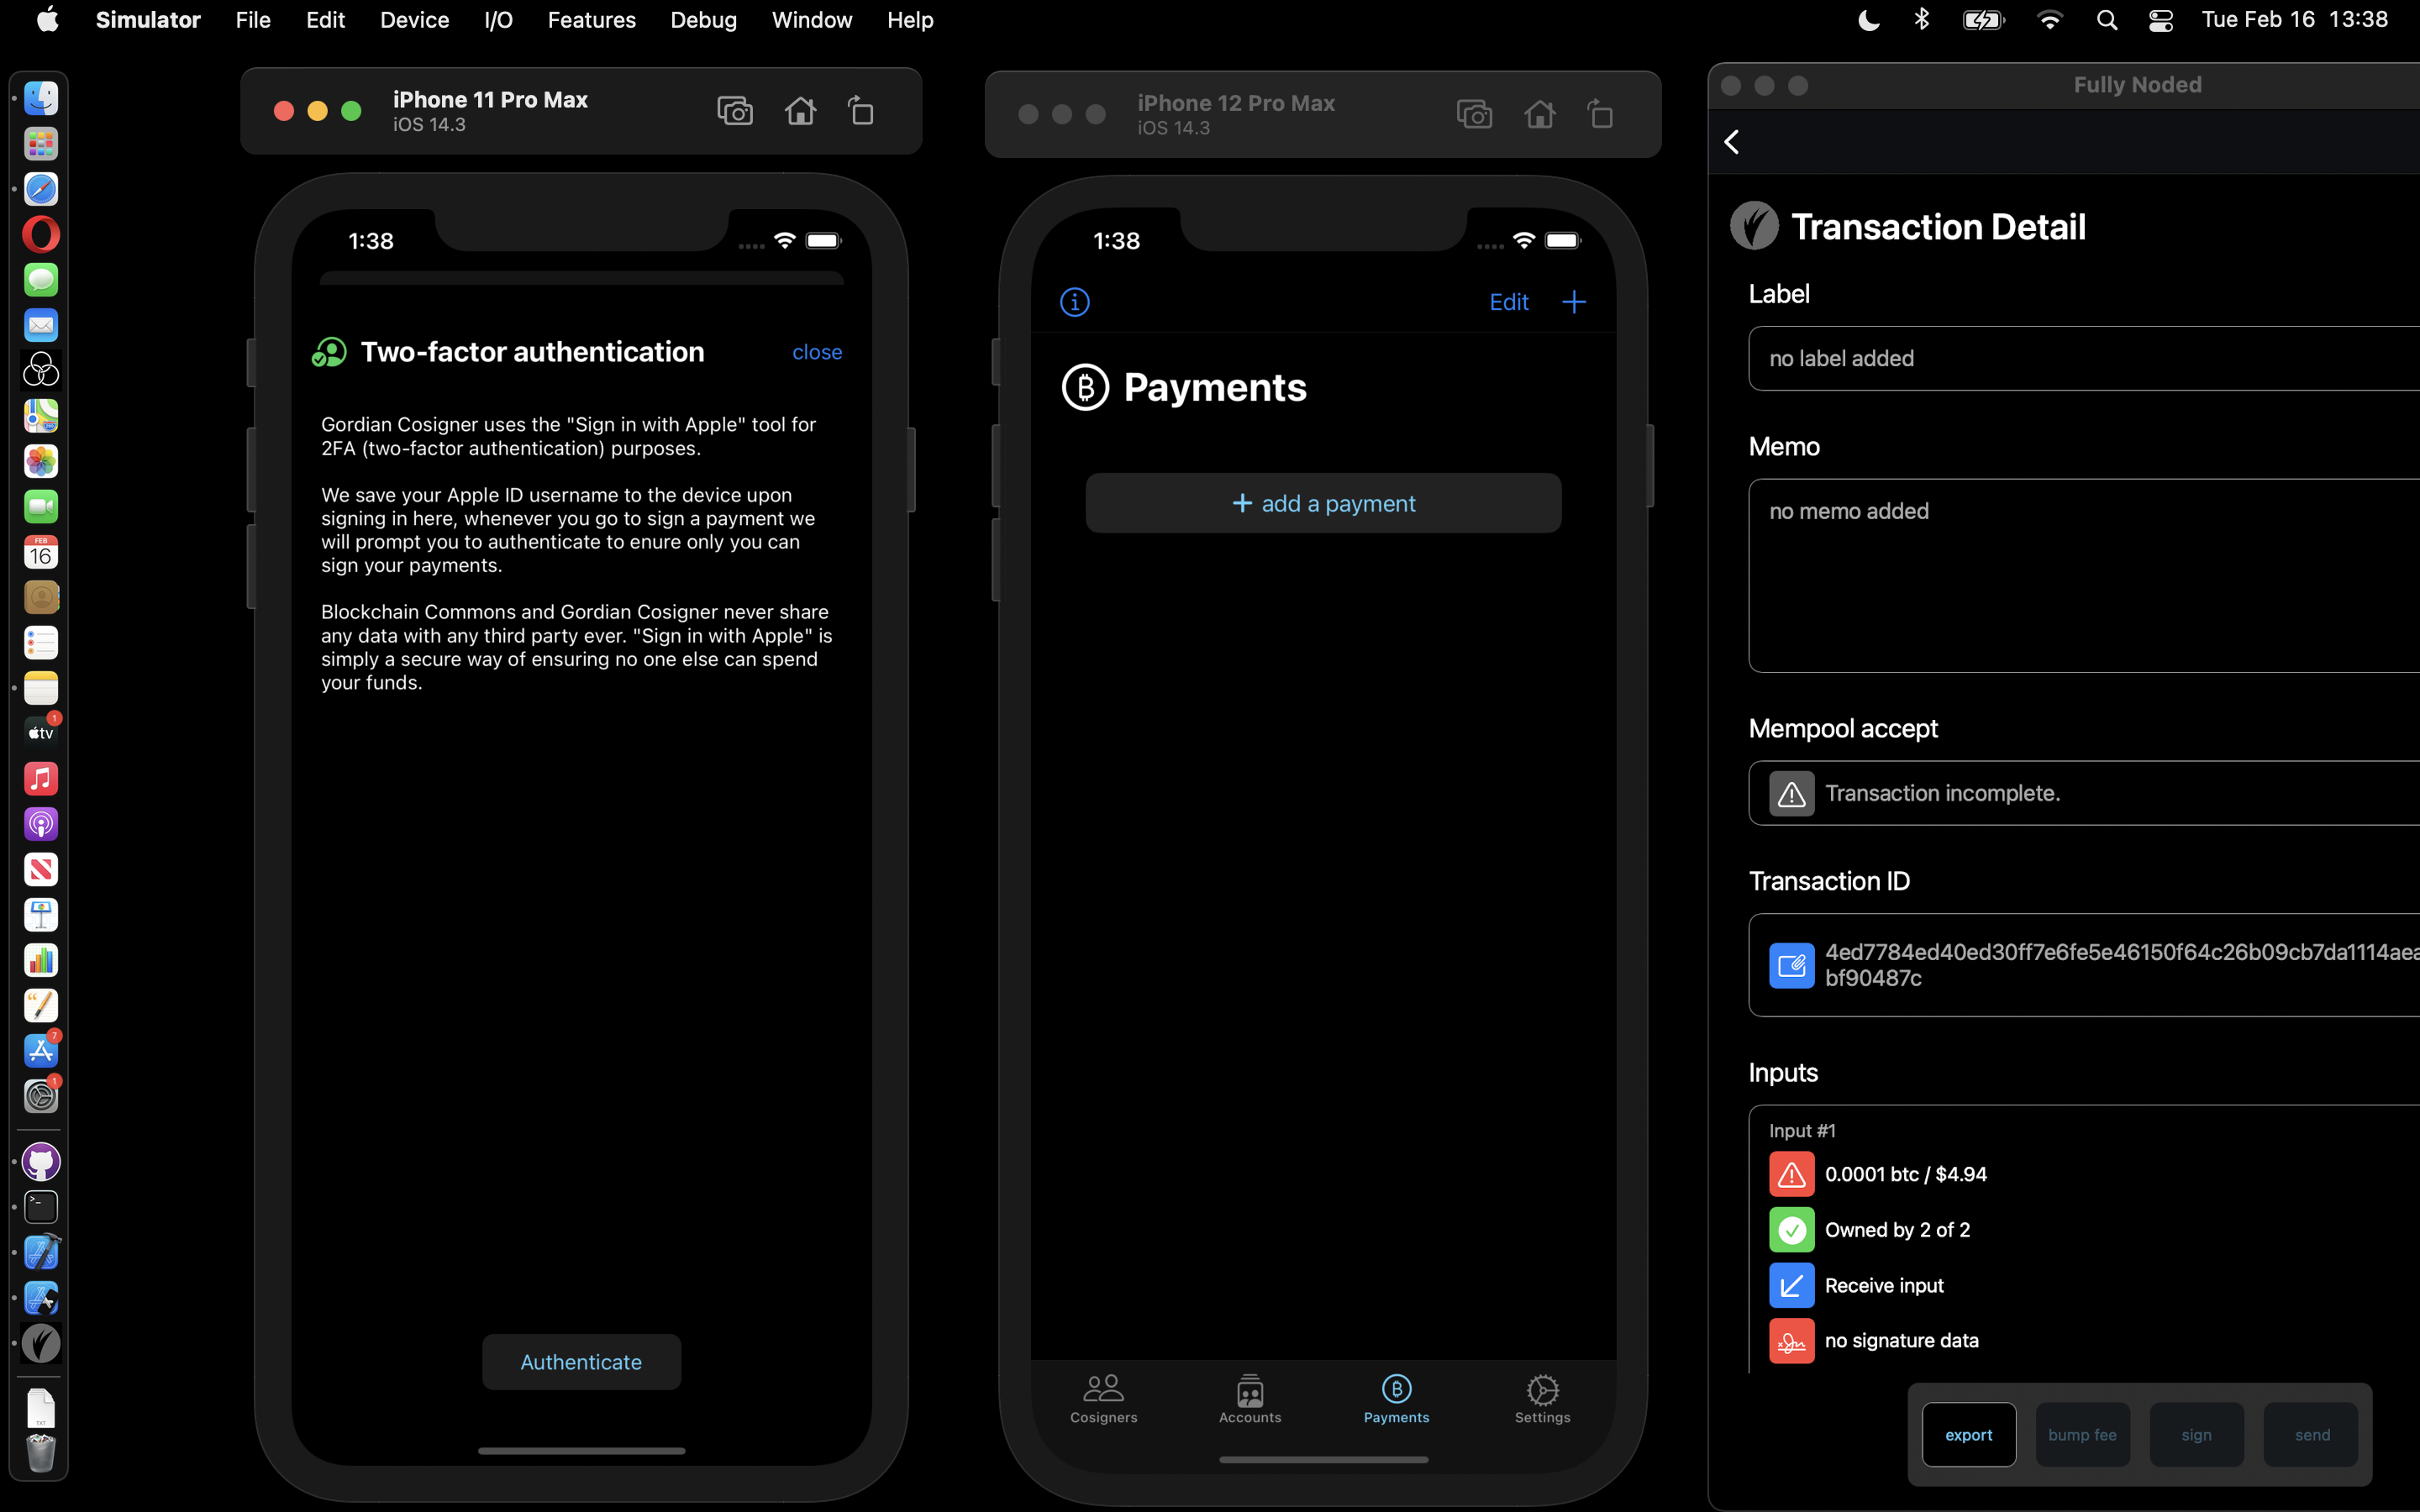 Simulator File Edit Device I/O Features Debug Window Help
Tue Feb 16 13:38
FEB
16
1
tv
7
1
TXT
iPhone 11 Pro Max
iOS 14.3
1:38
Two-factor authentication
close
Gordian Cosigner uses the "Sign in with Apple" tool for
2FA (two-factor authentication) purposes.
We save your Apple ID username to the device upon
signing in here, whenever you go to sign a payment we
will prompt you to authenticate to enure only you can
sign your payments.
Blockchain Commons and Gordian Cosigner never share
any data with any third party ever. "Sign in with Apple" is
simply a secure way of ensuring no one else can spend
your funds.
Authenticate
iPhone 12 Pro Max
iOS 14.3
1:38
Edit +
Payments
+ add a payment
Cosigners Accounts Payments Settings
Fully Noded
Transaction Detail
Label
no label added
Memo
no memo added
Mempool accept
Transaction incomplete.
Transaction ID
4ed7784ed40ed30ff7e6fe5e46150f64c26b09cb7da1114aea
bf90487c
Inputs
Input #1
0.0001 btc / $4.94
Owned by 2 of 2
Receive input
no signature data
export bump fee sign send